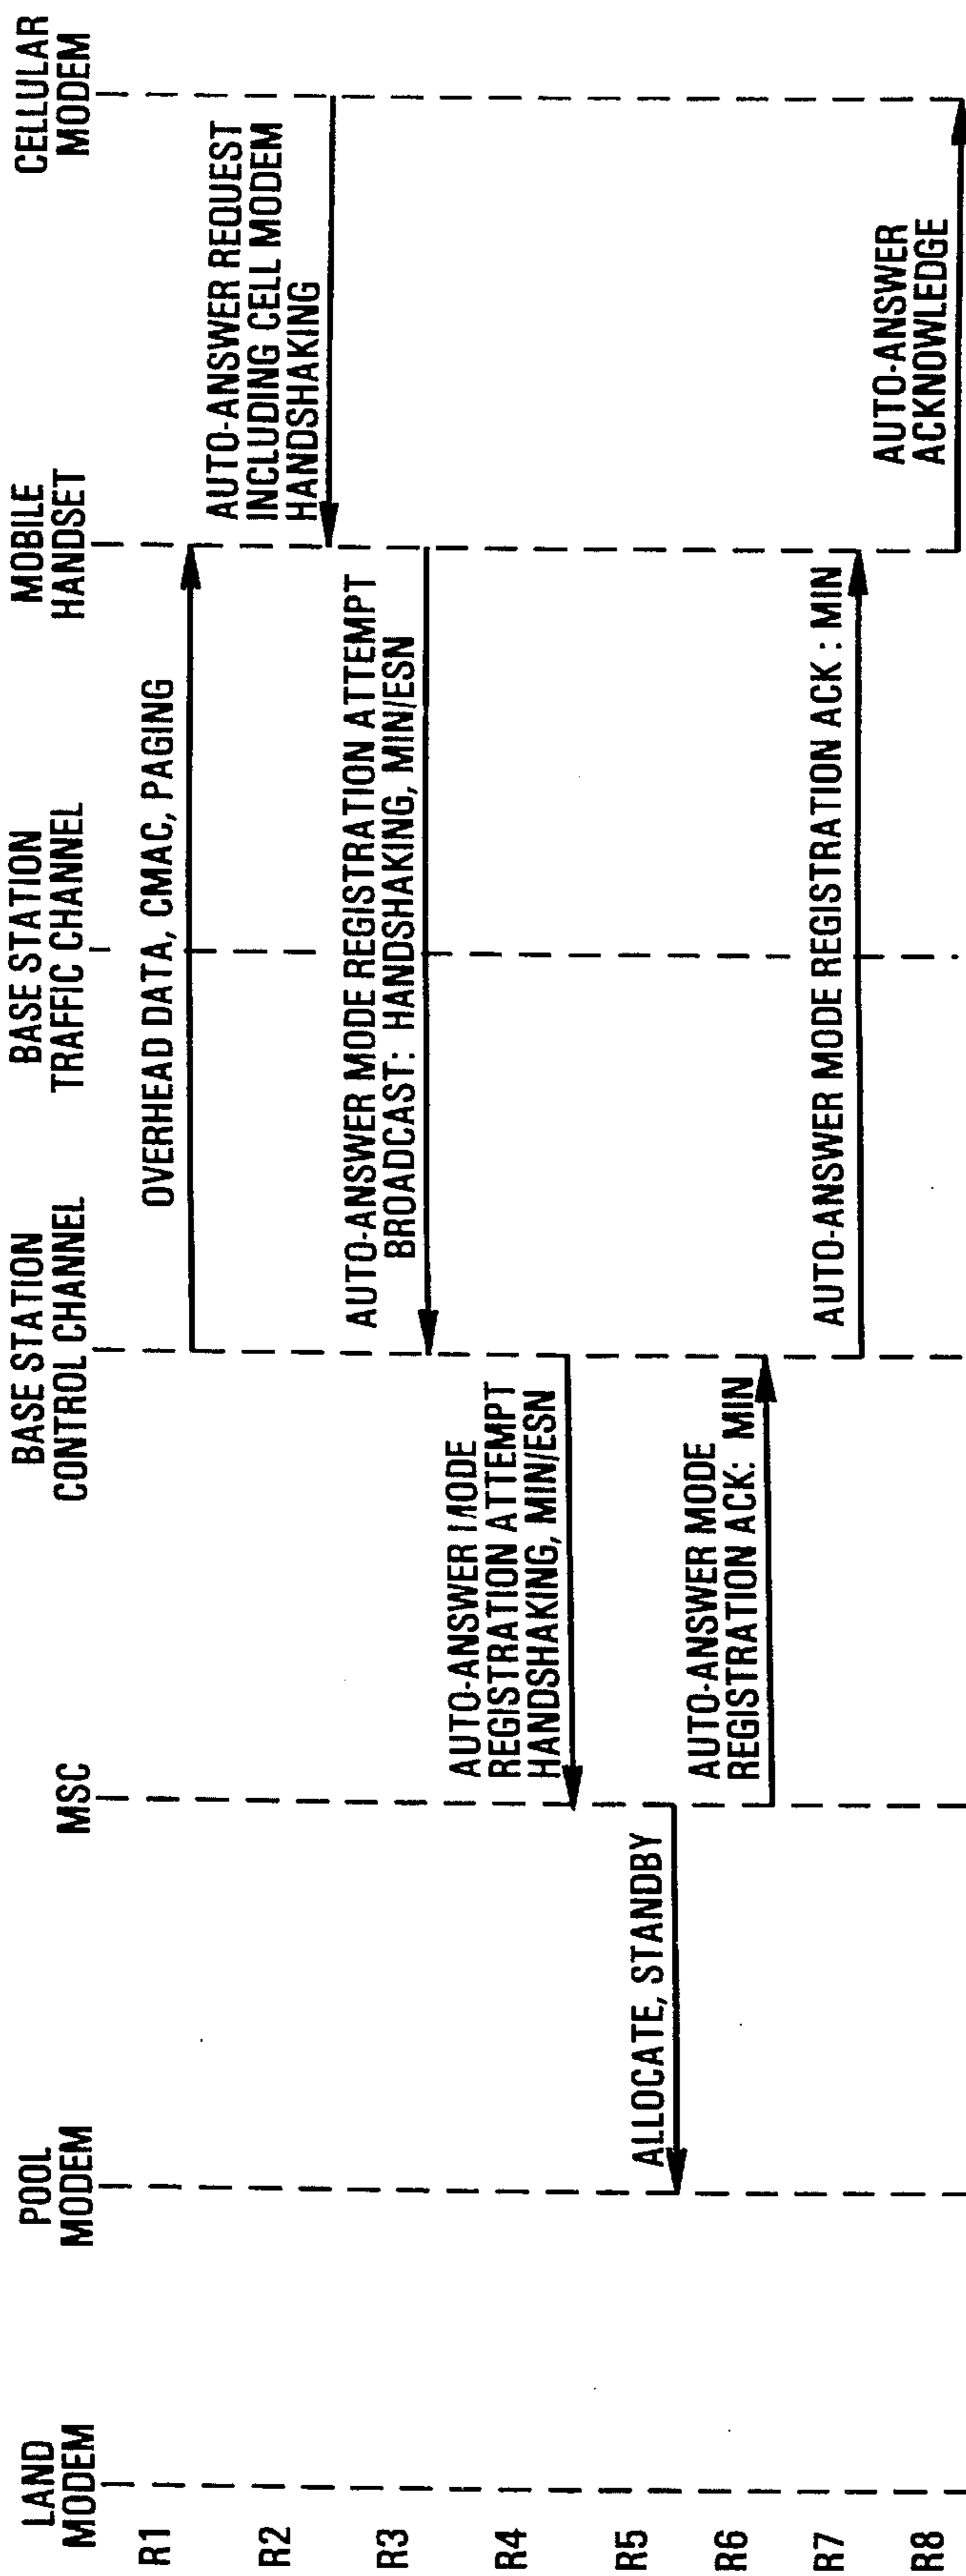 LAND
MODEM
POOL
MODEM
MSC
BASE STATION
CONTROL CHANNEL
BASE STATION
TRAFFIC CHANNEL
MOBILE
HANDSET
CELLULAR
MODEM
R1
OVERHEAD DATA, CMAC, PAGING
R2
AUTO-ANSWER REQUEST
INCLUDING CELL MODEM
HANDSHAKING
R3
AUTO-ANSWER MODE REGISTRATION ATTEMPT
BROADCAST: HANDSHAKING, MIN/ESN
R4
AUTO-ANSWER MODE
REGISTRATION ATTEMPT
HANDSHAKING, MIN/ESN
R5
ALLOCATE, STANDBY
R6
AUTO-ANSWER MODE
REGISTRATION ACK: MIN
R7
AUTO-ANSWER MODE REGISTRATION ACK : MIN
R8
AUTO-ANSWER
ACKNOWLEDGE